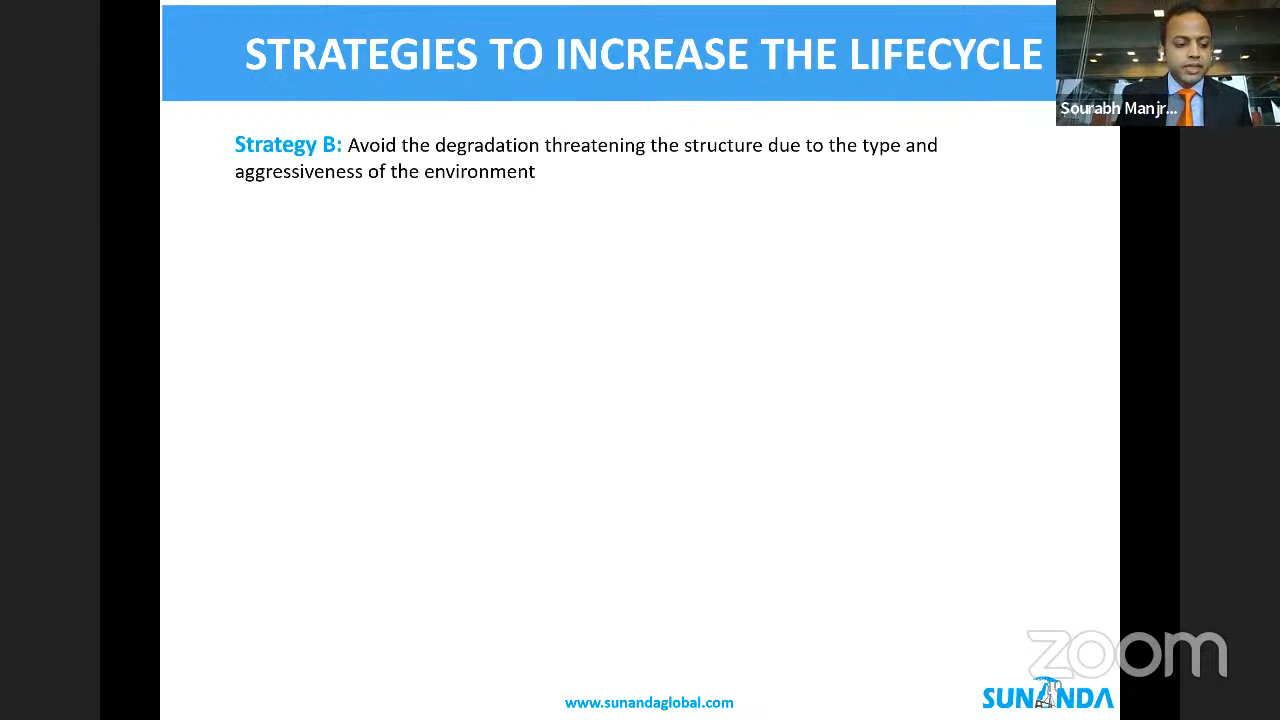 STRATEGIES TO INCREASE THE LIFECYCLE
Sourabh Manjr...
Strategy B: Avoid the degradation threatening the structure due to the type and
aggressiveness of the environment
zoom
www.sunandaglobal.com
SUNANDA